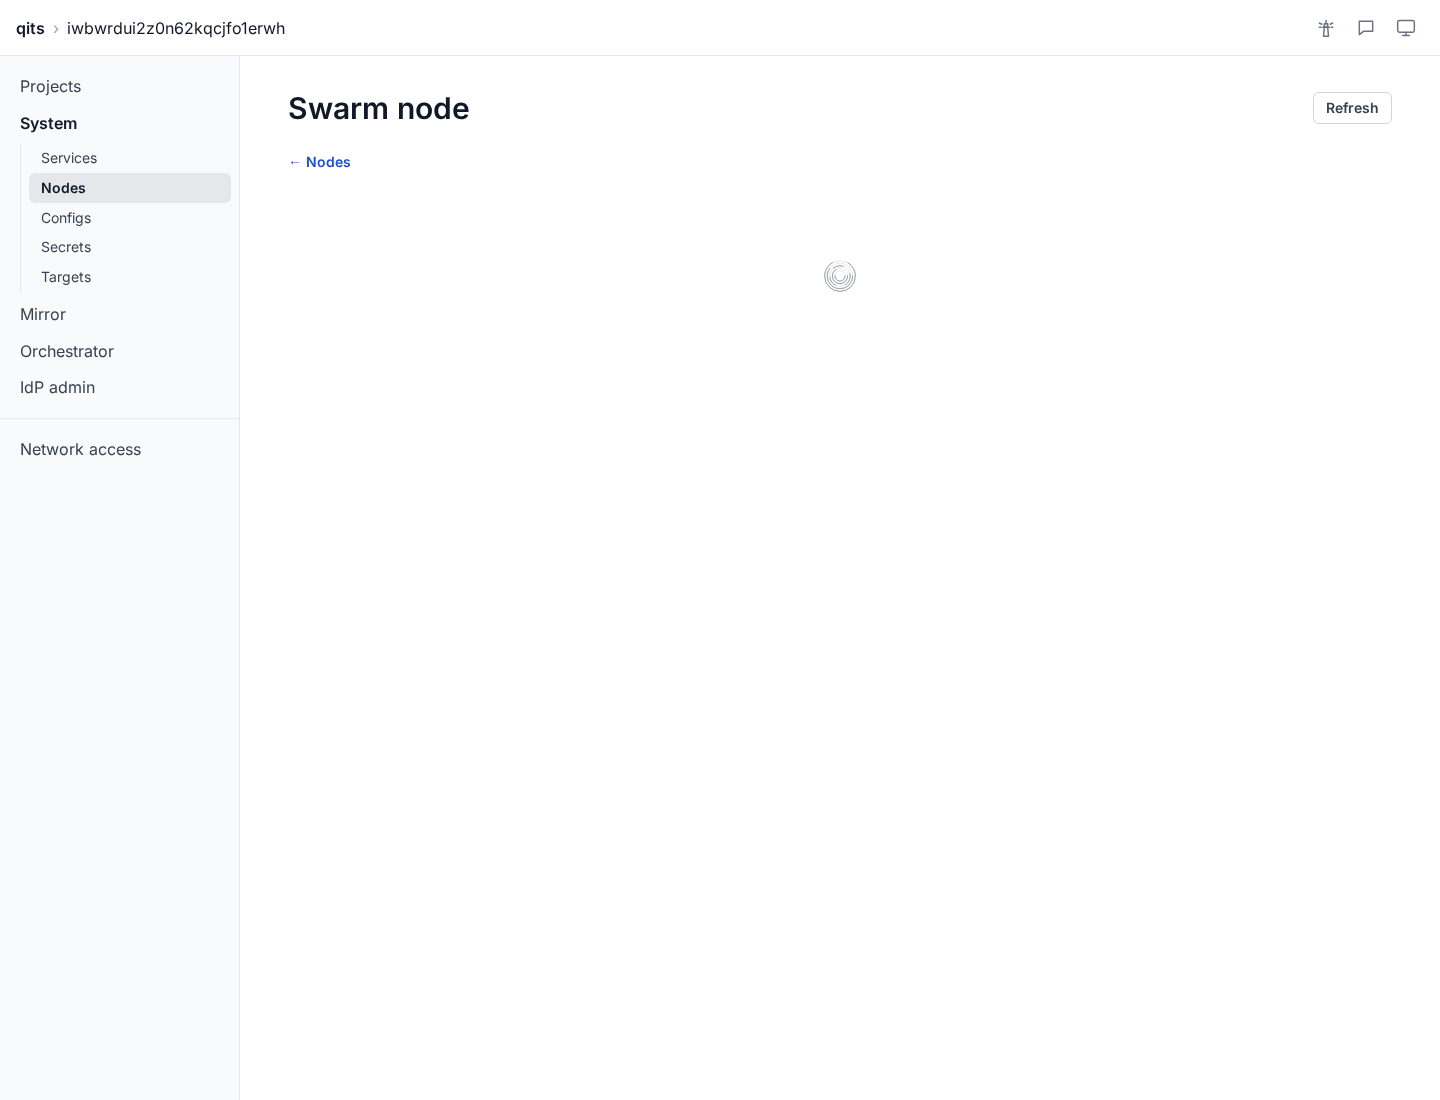 qits › iwbwrdui2z0n62kqcjfo1erwh
Projects
System
Services
Nodes
Configs
Secrets
Targets
Mirror
Orchestrator
IdP admin
Network access
Swarm node
Refresh
← Nodes